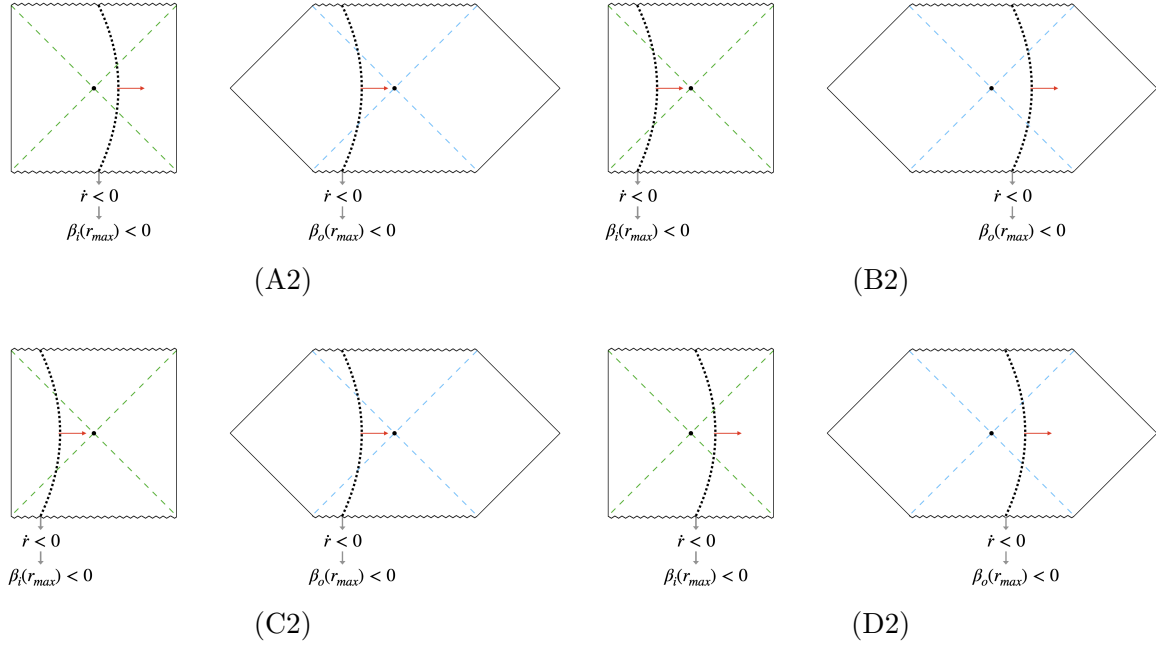 ṙ < 0
ṙ < 0
ṙ < 0
ṙ < 0
βᵢ(rₘₐₓ) < 0
βₒ(rₘₐₓ) < 0
βᵢ(rₘₐₓ) < 0
βₒ(rₘₐₓ) < 0
(A2)
(B2)
ṙ < 0
ṙ < 0
ṙ < 0
ṙ < 0
βᵢ(rₘₐₓ) < 0
βₒ(rₘₐₓ) < 0
βᵢ(rₘₐₓ) < 0
βₒ(rₘₐₓ) < 0
(C2)
(D2)